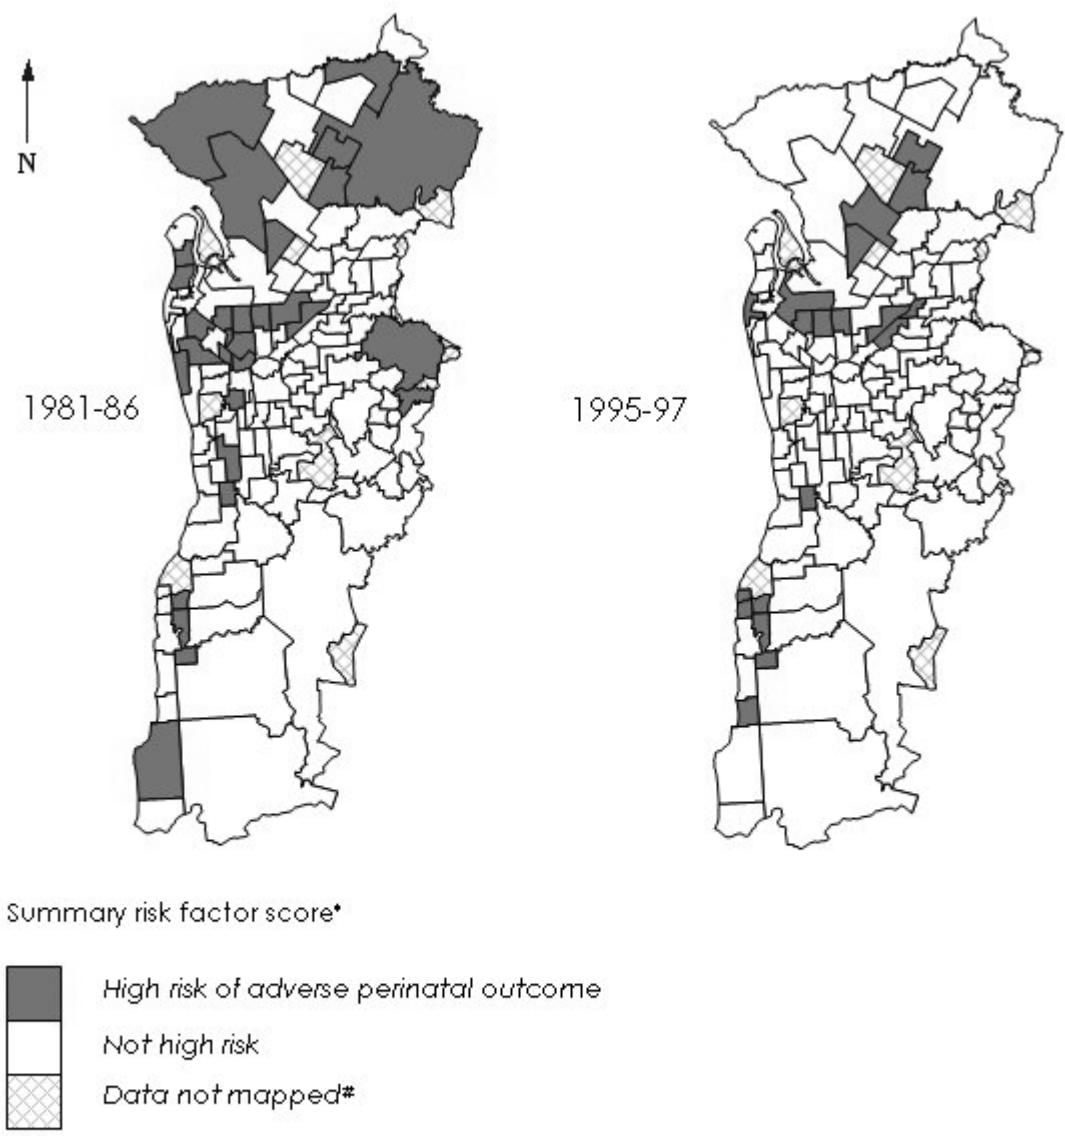 N
1981-86
1995-97
Summary risk factor score*
High risk of adverse perinatal outcome
Not high risk
Data not mapped#